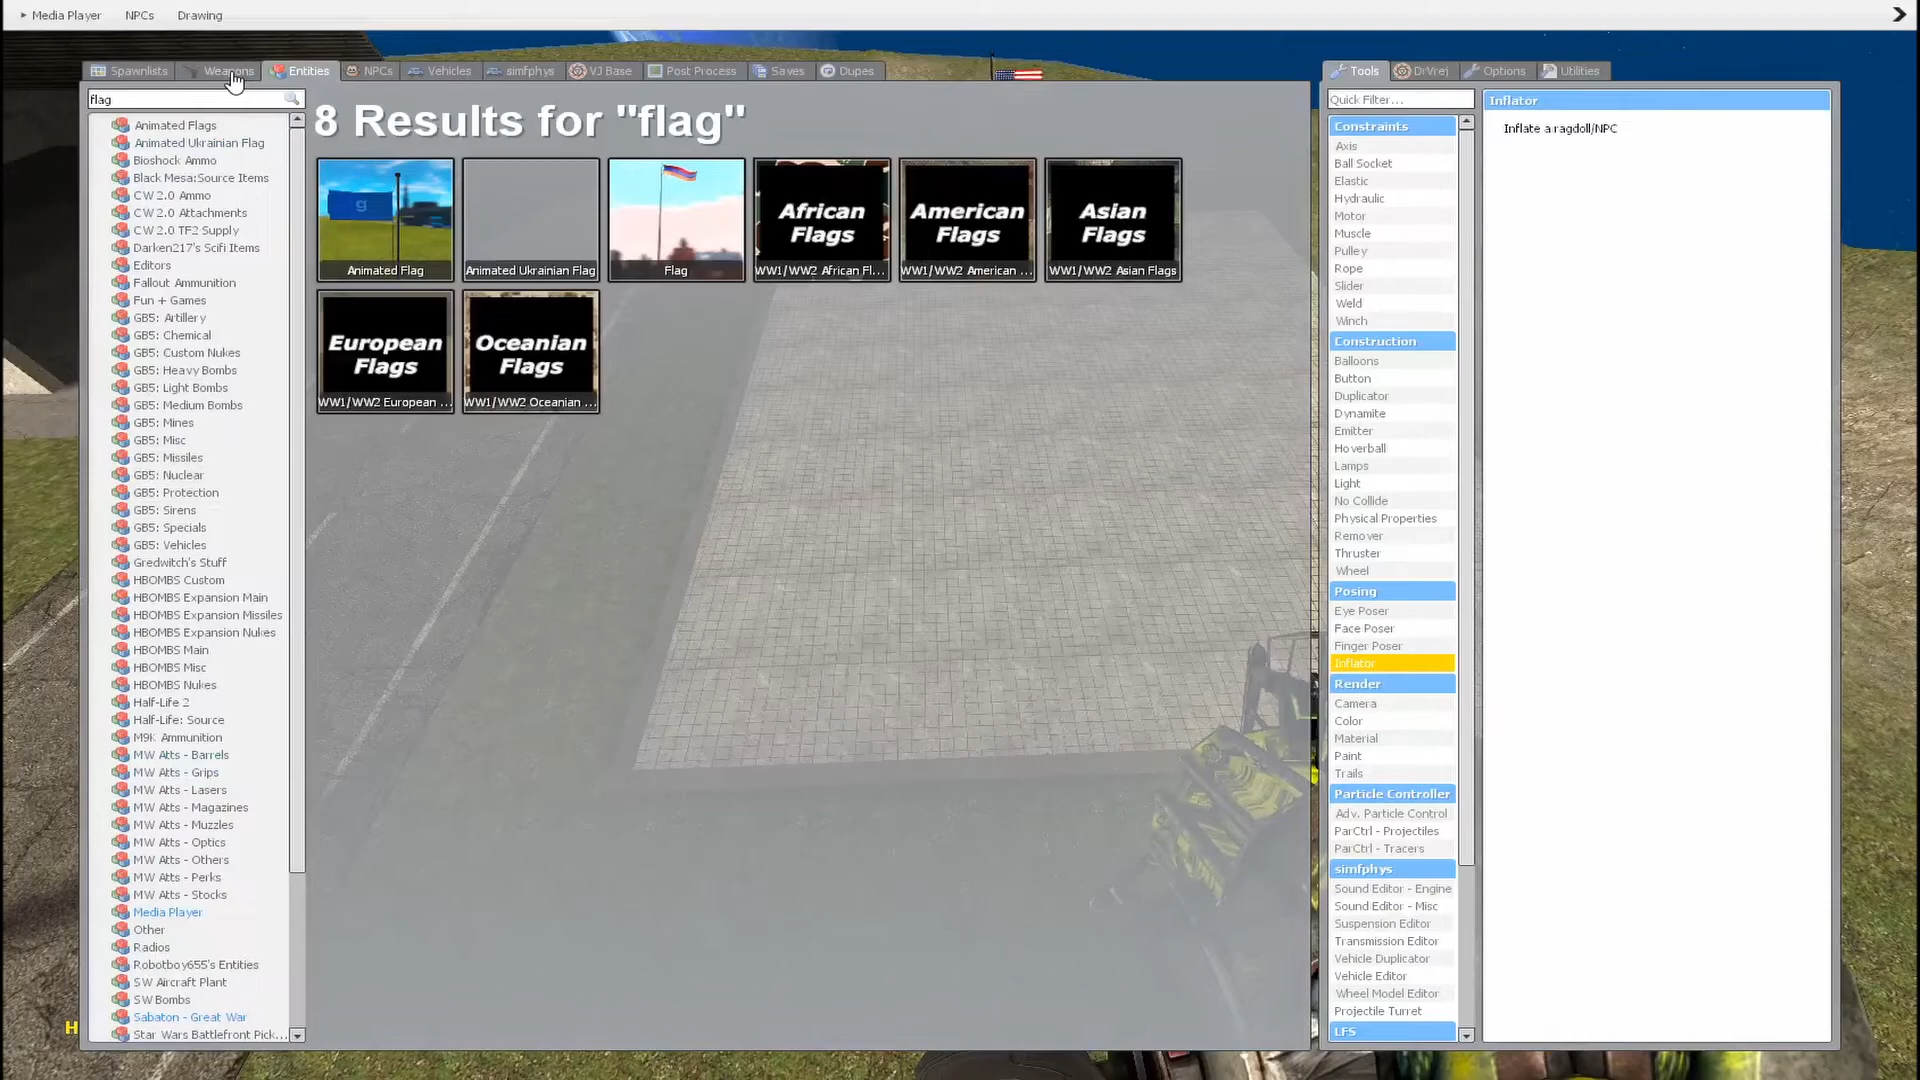 Media Player NPCs Drawing
Spawnlists Weapons Entities NPCs Vehicles simfphys VJ Base Post Process Saves Dupes
flag
Animated Flags
Animated Ukrainian Flag
Bioshock Ammo
Black Mesa:Source Items
CW 2.0 Ammo
CW 2.0 Attachments
CW 2.0 TF2 Supply
Darken217's Scifi Items
Editors
Fallout Ammunition
Fun + Games
GB5: Artillery
GB5: Chemical
GB5: Custom Nukes
GB5: Heavy Bombs
GB5: Light Bombs
GB5: Medium Bombs
GB5: Mines
GB5: Misc
GB5: Missiles
GB5: Nuclear
GB5: Protection
GB5: Sirens
GB5: Specials
GB5: Vehicles
Gredwitch's Stuff
HBOMBS Custom
HBOMBS Expansion Main
HBOMBS Expansion Missiles
HBOMBS Expansion Nukes
HBOMBS Main
HBOMBS Misc
HBOMBS Nukes
Half-Life 2
Half-Life: Source
M9K Ammunition
MW Atts - Barrels
MW Atts - Grips
MW Atts - Lasers
MW Atts - Magazines
MW Atts - Muzzles
MW Atts - Optics
MW Atts - Others
MW Atts - Perks
MW Atts - Stocks
Media Player
Other
Radios
Robotboy655's Entities
SW Aircraft Plant
SW Bombs
Sabaton - Great War
Star Wars Battlefront Pick...
H
8 Results for "flag"
g
Animated Flag
Animated Ukrainian Flag
Flag
African
Flags
WW1/WW2 African Fl...
American
Flags
WW1/WW2 American ...
Asian
Flags
WW1/WW2 Asian Flags
European
Flags
WW1/WW2 European ...
Oceanian
Flags
WW1/WW2 Oceanian ...
Tools DrVrej Options Utilities
Quick Filter...
Constraints
Axis
Ball Socket
Elastic
Hydraulic
Motor
Muscle
Pulley
Rope
Slider
Weld
Winch
Construction
Balloons
Button
Duplicator
Dynamite
Emitter
Hoverball
Lamps
Light
No Collide
Physical Properties
Remover
Thruster
Wheel
Posing
Eye Poser
Face Poser
Finger Poser
Inflator
Render
Camera
Color
Material
Paint
Trails
Particle Controller
Adv. Particle Control
ParCtrl - Projectiles
ParCtrl - Tracers
simfphys
Sound Editor - Engine
Sound Editor - Misc
Suspension Editor
Transmission Editor
Vehicle Duplicator
Vehicle Editor
Wheel Model Editor
Projectile Turret
LFS
Inflator
Inflate a ragdoll/NPC